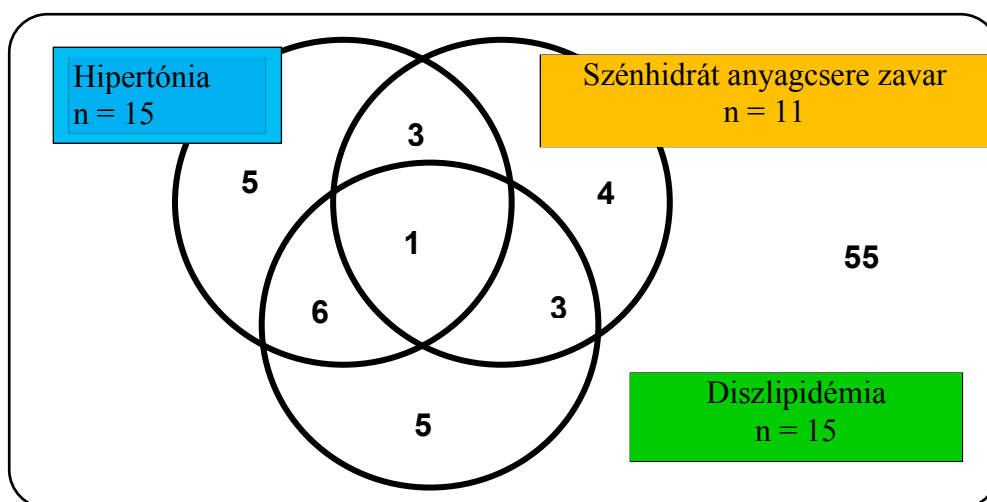 Hipertónia
n = 15
Szénhidrát anyagcsere zavar
n = 11
3
5
4
1
55
6
3
Diszlipidémia
n = 15
5